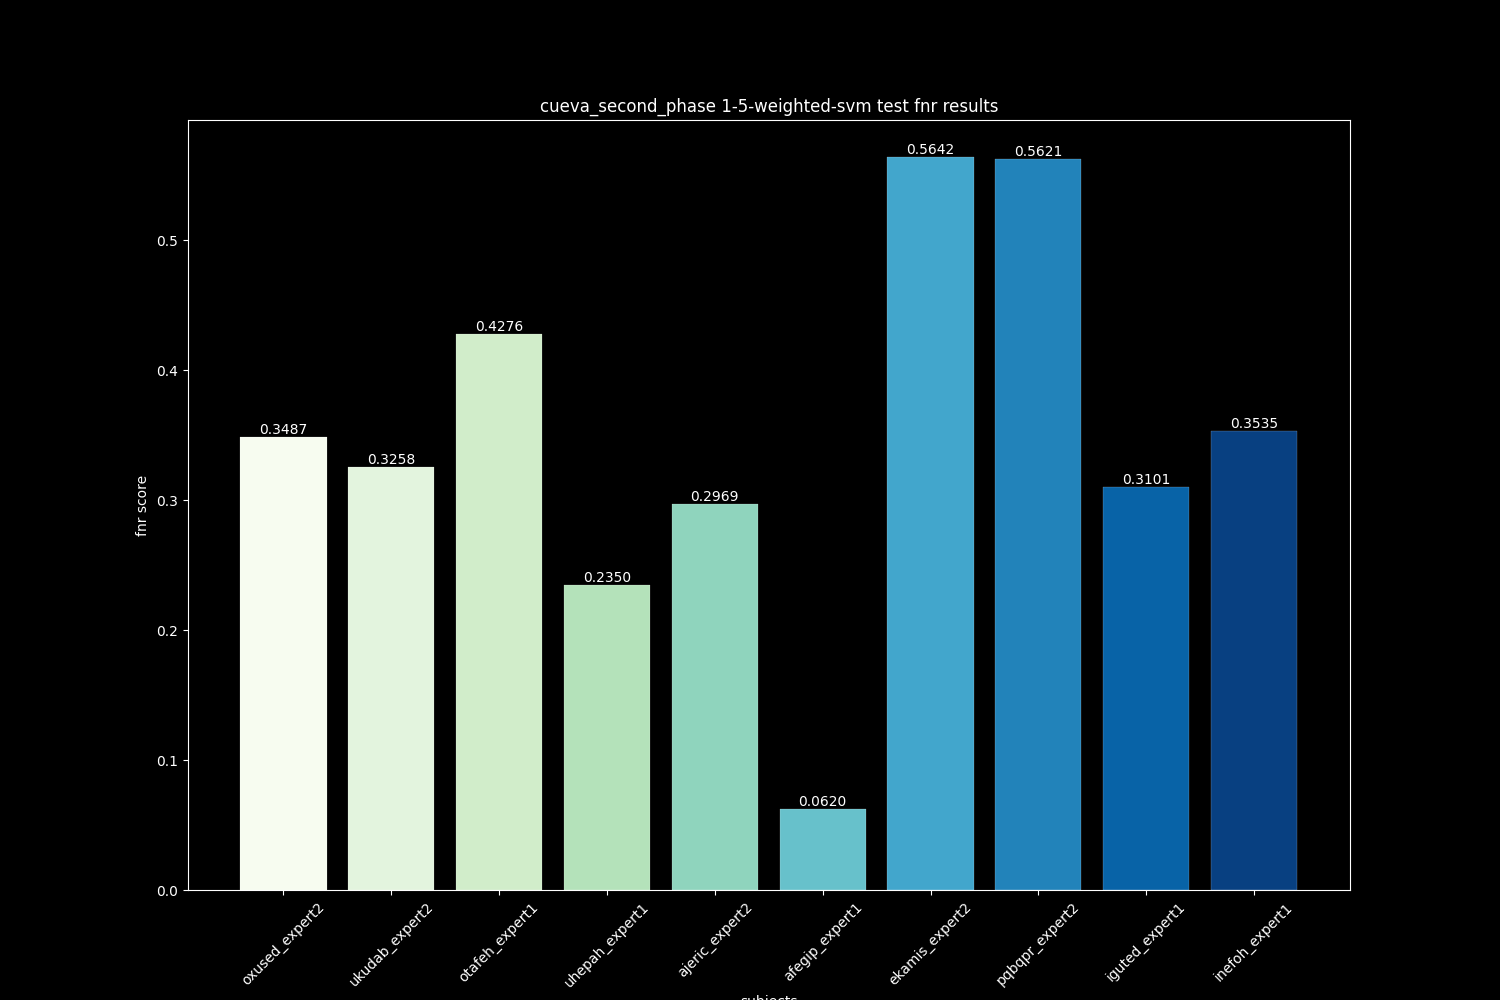 cueva_second_phase 1-5-weighted-svm test fnr results
0.5642
0.5621
0.5
0.4276
0.4
0.3487
0.3535
0.3258
0.3101
0.2969
0.3
fnr score
0.2350
0.2
0.1
0.0620
0.0
oxused_expert2
ukudab_expert2
otafeh_expert1
uhepah_expert1
ajeric_expert2
afegip_expert1
ekamis_expert2
pqbqpr_expert2
iguted_expert1
inefoh_expert1
subjects